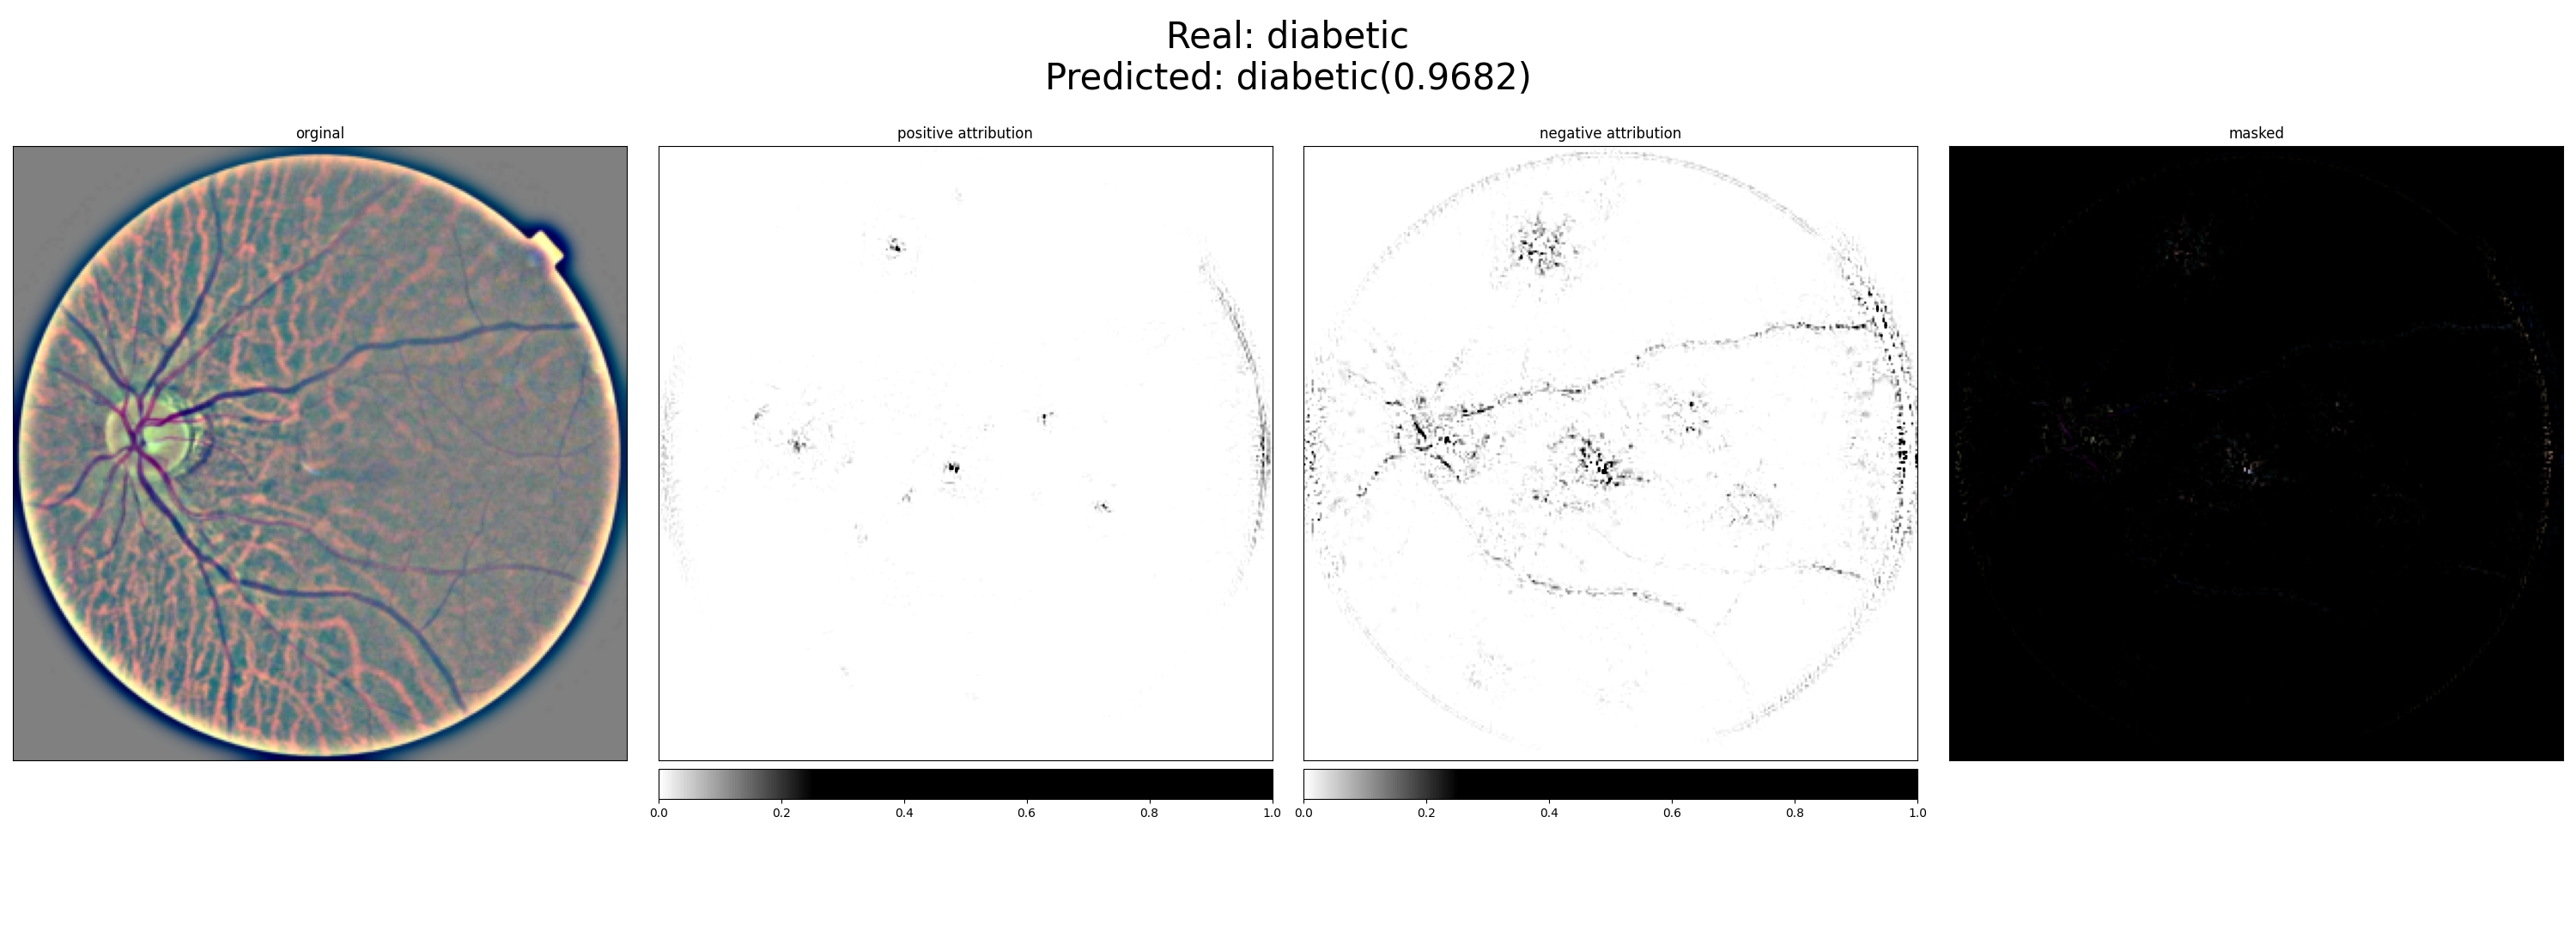 Real: diabetic
Predicted: diabetic(0.9682)
orginal
positive attribution
negative attribution
masked
0.0 0.2 0.4 0.6 0.8 1.0
0.0 0.2 0.4 0.6 0.8 1.0